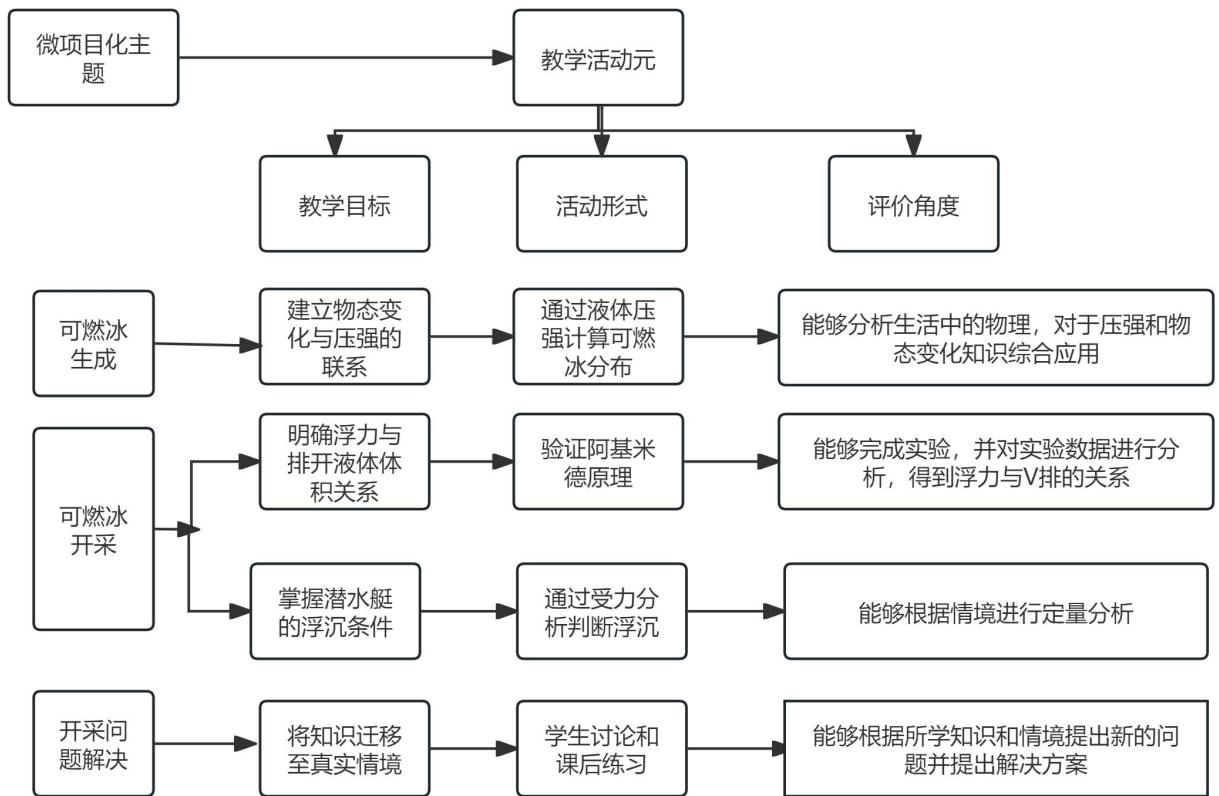 微项目化主
题
教学活动元
教学目标
活动形式
评价角度
可燃冰
生成
建立物态变
化与压强的
联系
通过液体压
强计算可燃
冰分布
能够分析生活中的物理，对于压强和物
态变化知识综合应用
可燃冰
开采
明确浮力与
排开液体体
积关系
验证阿基米
德原理
能够完成实验，并对实验数据进行分
析，得到浮力与V排的关系
掌握潜水艇
的浮沉条件
通过受力分
析判断浮沉
能够根据情境进行定量分析
开采问
题解决
将知识迁移
至真实情境
学生讨论和
课后练习
能够根据所学知识和情境提出新的问
题并提出解决方案